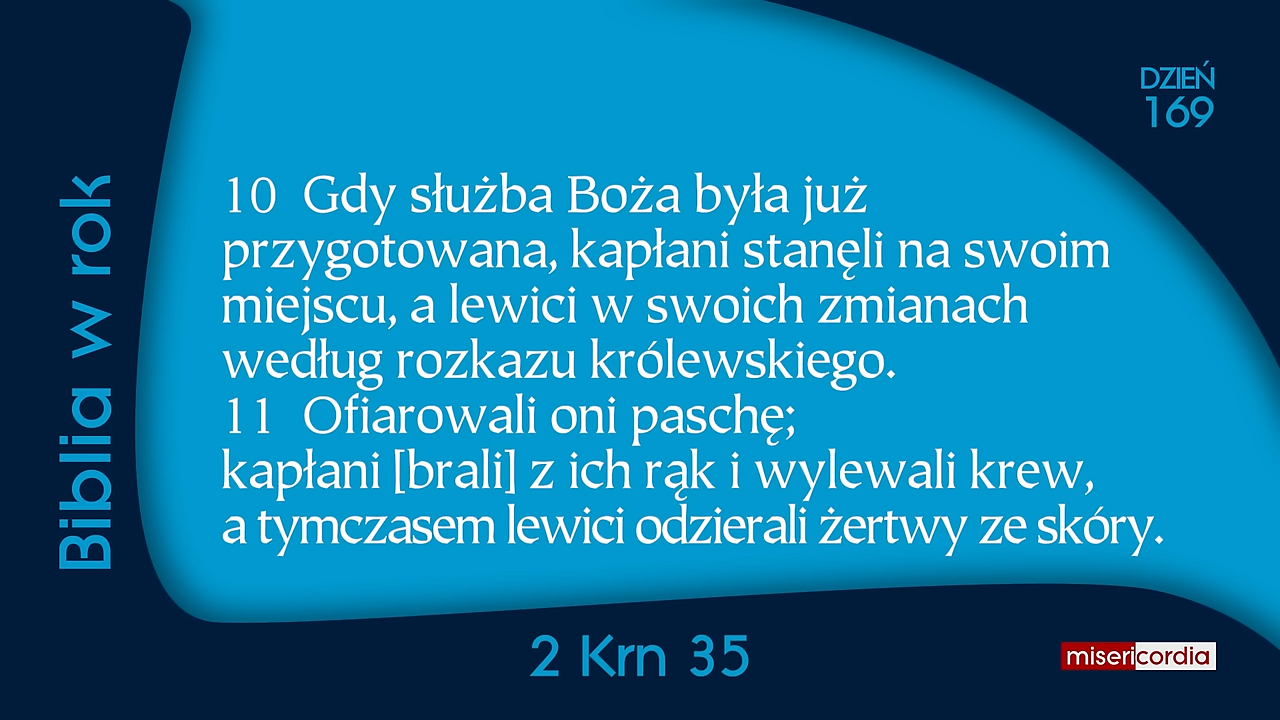 DZIEŃ
169
Biblia w rok
10 Gdy służba Boża była już
przygotowana, kapłani stanęli na swoim
miejscu, a lewici w swoich zmianach
według rozkazu królewskiego.
11 Ofiarowali oni paschę;
kapłani [brali] z ich rąk i wylewali krew,
a tymczasem lewici odzierali żertwy ze skóry.
2 Krn 35
misericordia